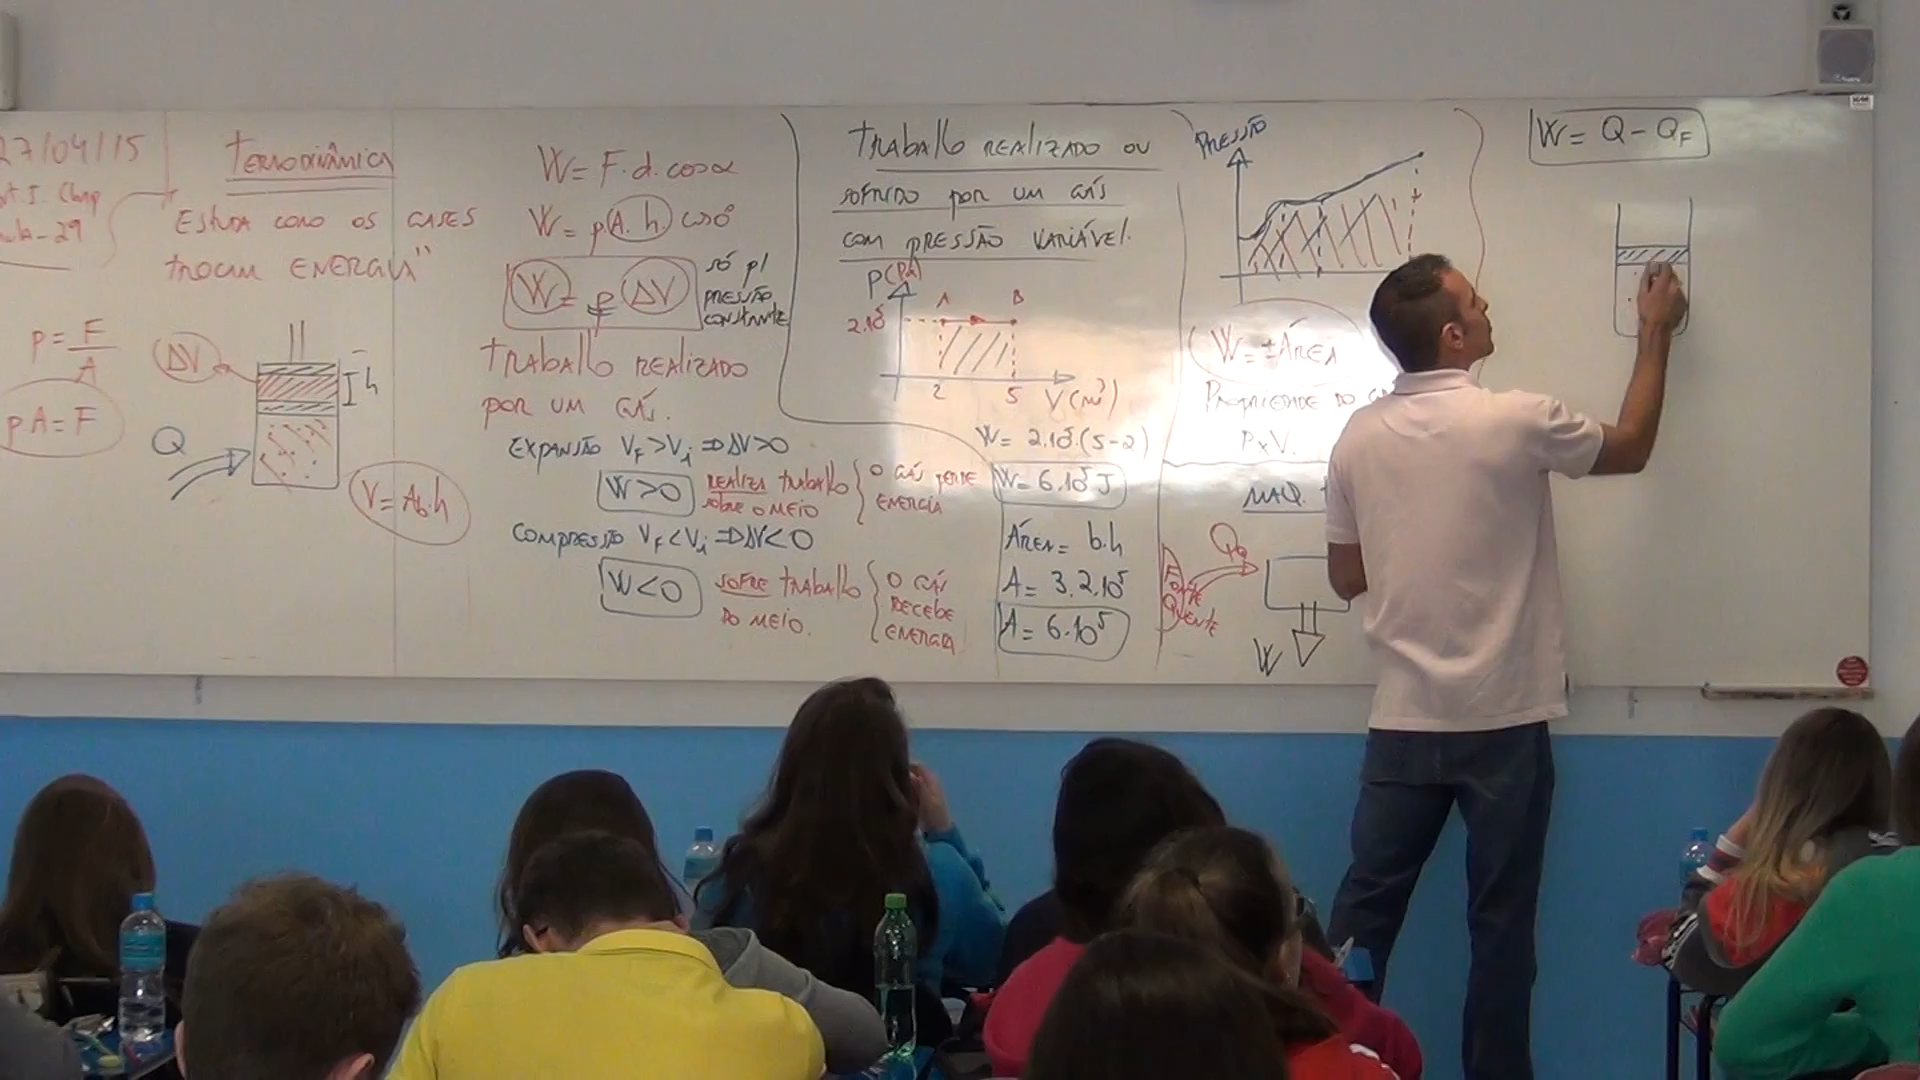 27/04/15
TERMODINÂMICA
ESTUDA COMO OS GASES
TROCAM ENERGIA"
p = F
A
pA = F
ΔV
h
Q
V = Ab.h
W = F.d.cosα
W = p(A.h.) cos0°
W = p ΔV
SÓ p/
PRESSÃO
CONSTANTE
TRABALHO REALIZADO
POR UM GÁS.
EXPANSÃO VF > Vi ⇒ ΔV > 0
W > 0
REALIZA TRABALHO
SOBRE O MEIO
O GÁS PERDE
ENERGIA
COMPRESSÃO VF < Vi ⇒ ΔV < 0
W < 0
SOFRE TRABALHO
DO MEIO.
O GÁS
RECEBE
ENERGIA
TRABALHO REALIZADO OU
SOFRIDO POR UM GÁS
COM PRESSÃO VARIÁVEL.
P(Pa)
A B
2.10⁵
2 5 V(m³)
W = 2.10⁵.(5-2)
W = 6.10⁵ J
ÁREA = b.h
A = 3.2.10⁵
A = 6.10⁵
PRESSÃO
W = ±ÁREA
PROPRIEDADE DO
P x V.
MAQ.
FONTE
QUENTE
W
W = Q - QF